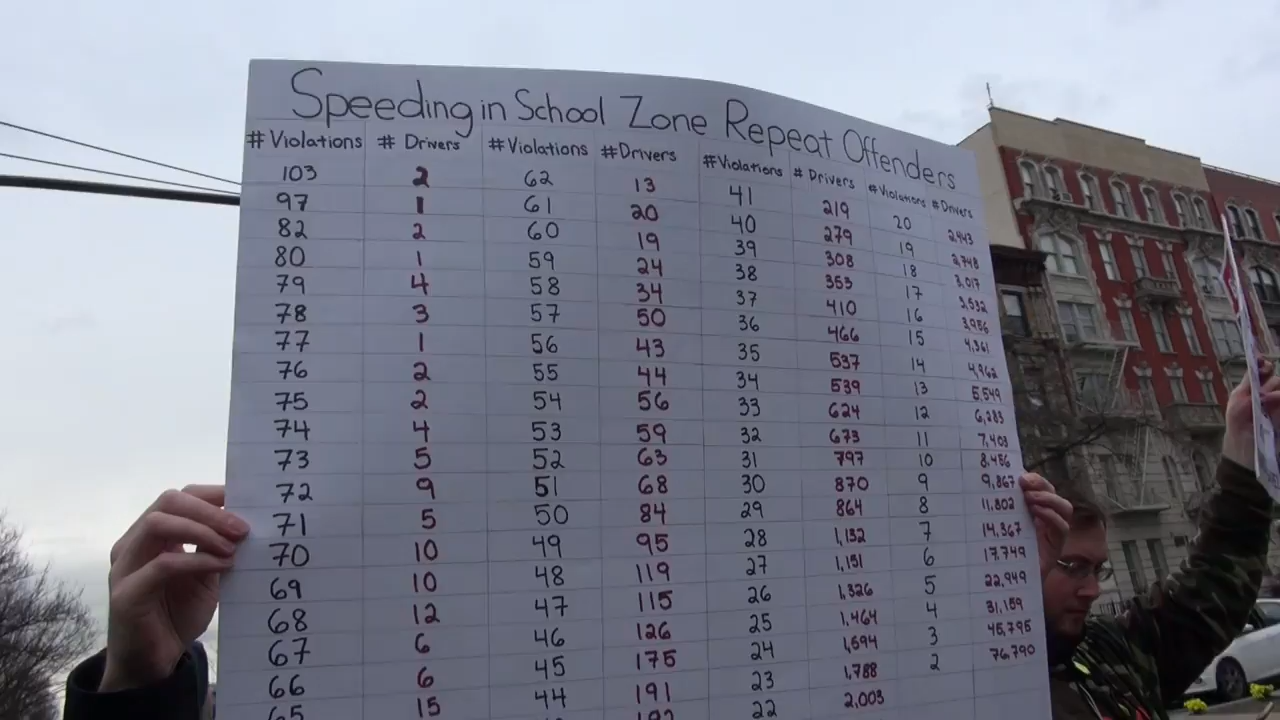 Speeding in School Zone Repeat Offenders
# Violations # Drivers # Violations # Drivers # Violations # Drivers # Violations # Drivers
103 2 62 13 41 219 20 2,943
97 1 61 20 40 279 19 2,748
82 2 60 19 39 308 18 3,017
80 1 59 24 38 353 17 3,532
79 4 58 34 37 410 16 3,956
78 3 57 50 36 466 15 4,361
77 1 56 43 35 537 14 4,962
76 2 55 44 34 539 13 5,549
75 2 54 56 33 624 12 6,283
74 4 53 59 32 673 11 7,403
73 5 52 63 31 797 10 8,456
72 9 51 68 30 870 9 9,867
71 5 50 84 29 864 8 11,802
70 10 49 95 28 1,132 7 14,367
69 10 48 119 27 1,151 6 17,749
68 12 47 115 26 1,326 5 22,949
67 6 46 126 25 1,464 4 31,159
66 6 45 175 24 1,694 3 45,795
65 15 44 191 23 1,788 2 76,790
22 2,003